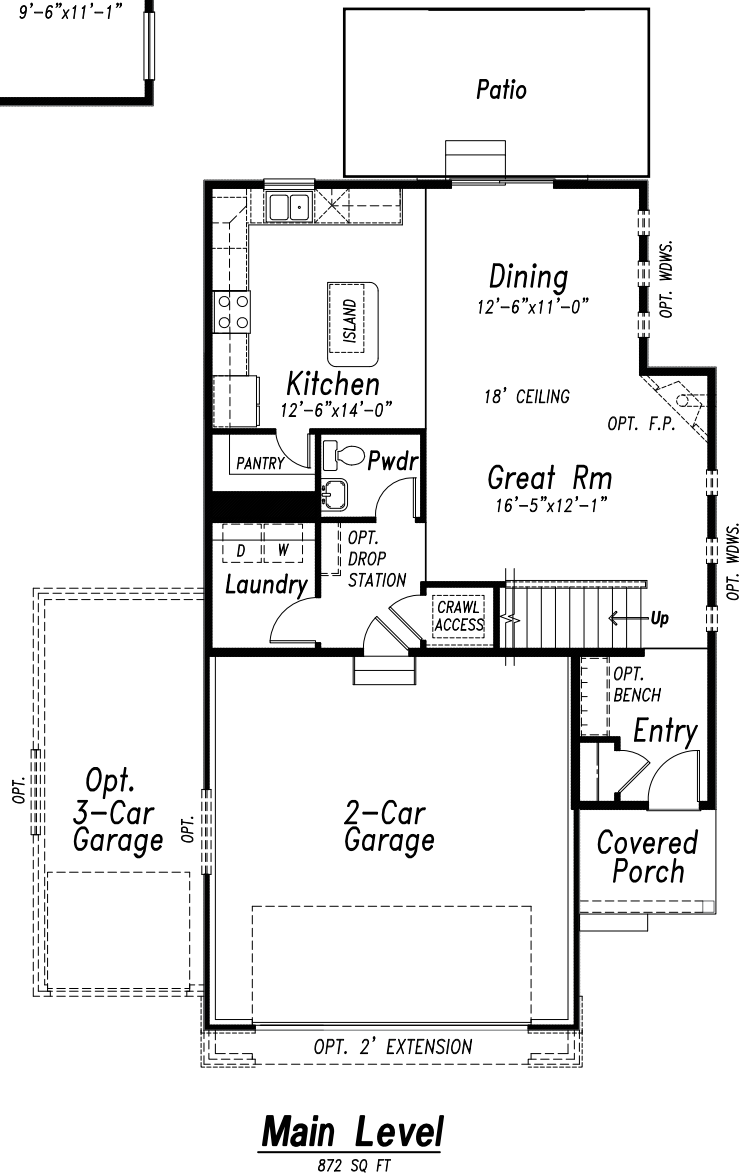 9'-6"x11'-1"
Patio
Dining
12'-6"x11'-0"
OPT. WDWS.
ISLAND
Kitchen
12'-6"x14'-0"
18' CEILING
OPT. F.P.
PANTRY
Pwdr
Great Rm
16'-5"x12'-1"
D
W
OPT.
DROP
STATION
Laundry
OPT. WDWS.
CRAWL
ACCESS
Up
OPT.
BENCH
Entry
OPT.
Opt.
3-Car
Garage
OPT.
2-Car
Garage
Covered
Porch
OPT. 2' EXTENSION
Main Level
872 SQ FT